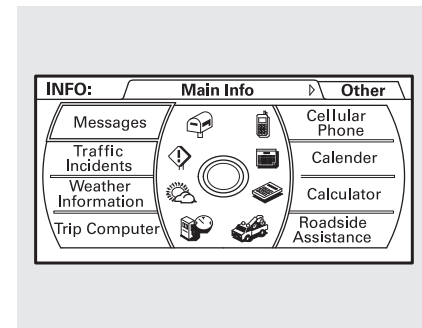 INFO: Main Info Other
Messages
Traffic
Incidents
Weather
Information
Trip Computer
Cellular
Phone
Calender
Calculator
Roadside
Assistance